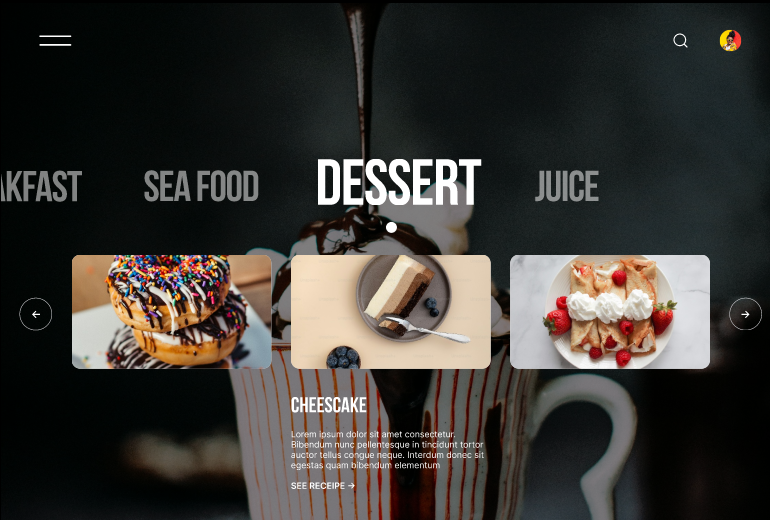 AKFAST
SEA FOOD
DESSERT
JUICE
CHEESCAKE
Lorem ipsum dolor sit amet consectetur.
Bibendum nunc pellentesque in tincidunt tortor
auctor tellus congue neque. Interdum donec sit
egestas quam bibendum elementum
SEE RECEIPE →